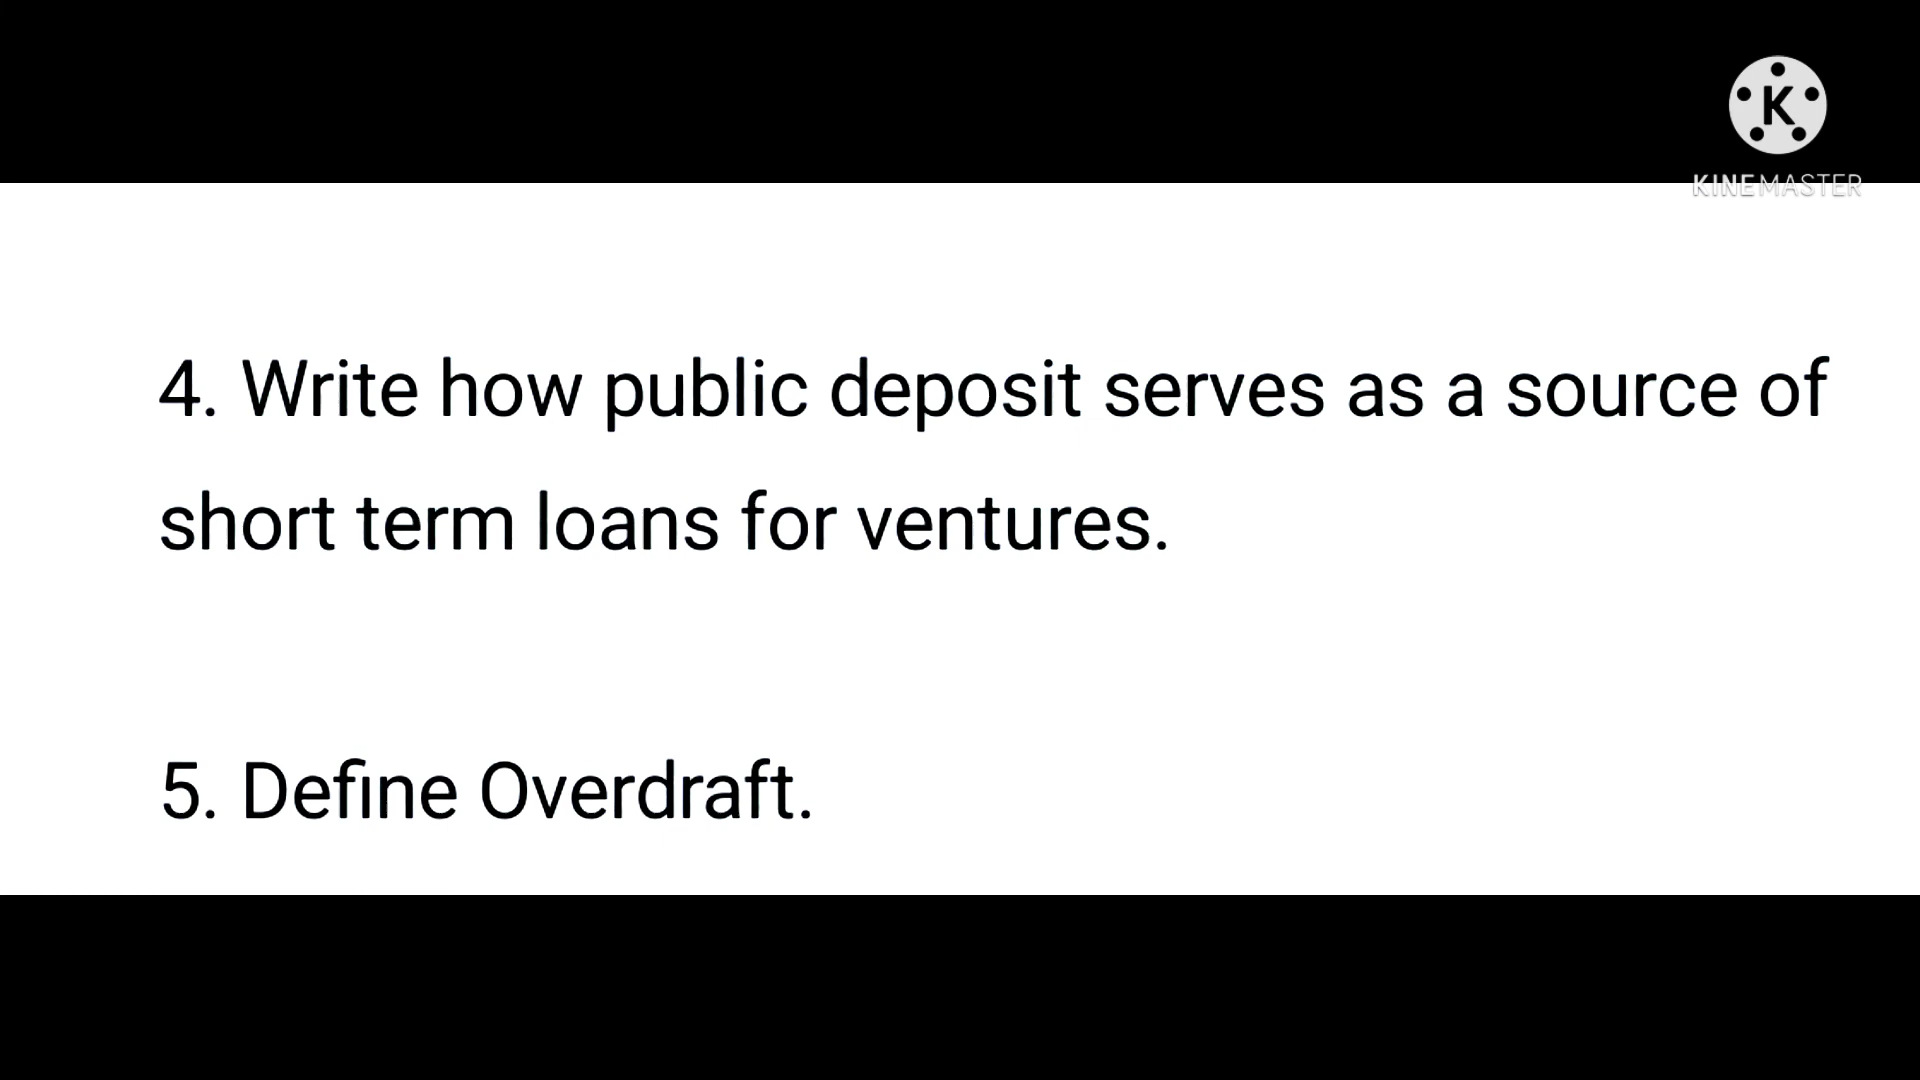 K
KINEMASTER
4. Write how public deposit serves as a source of
short term loans for ventures.
5. Define Overdraft.